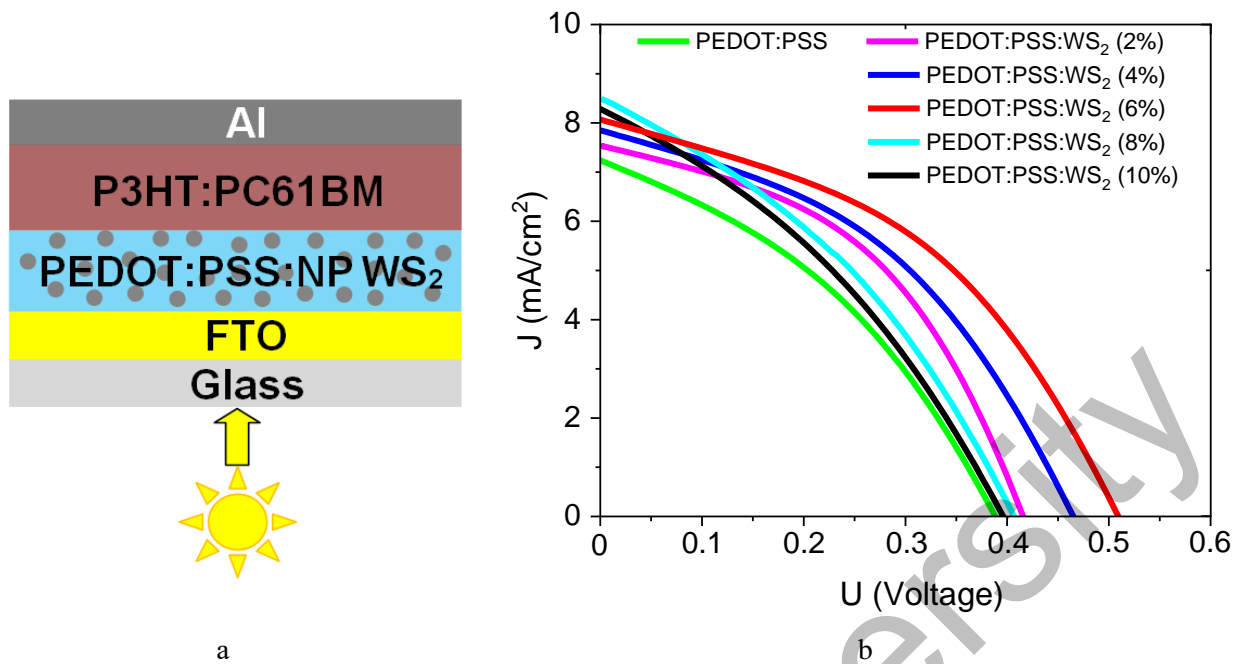 Al
P3HT:PC61BM
PEDOT:PSS:NP WS₂
FTO
Glass
a
10
8
6
4
2
0
J (mA/cm²)
PEDOT:PSS
PEDOT:PSS:WS₂ (2%)
PEDOT:PSS:WS₂ (4%)
PEDOT:PSS:WS₂ (6%)
PEDOT:PSS:WS₂ (8%)
PEDOT:PSS:WS₂ (10%)
0 0.1 0.2 0.3 0.4 0.5 0.6
U (Voltage)
b
ersity